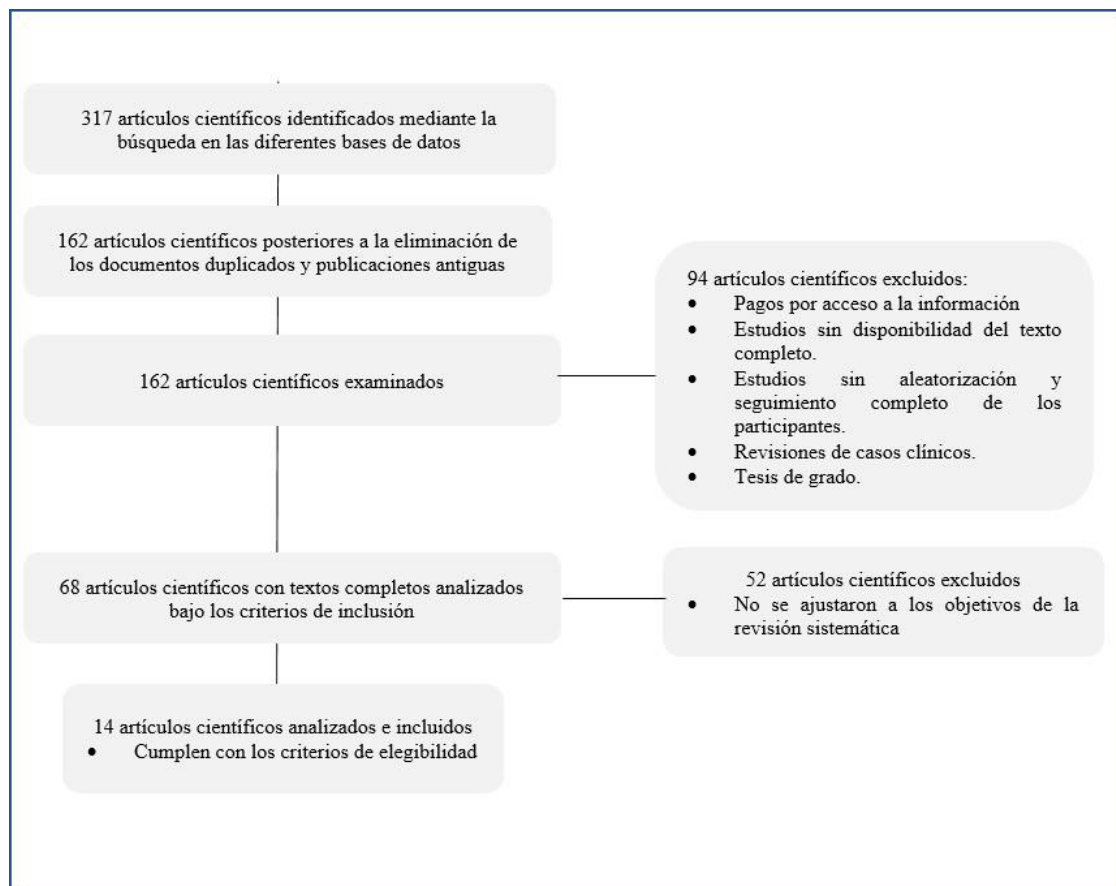 317 artículos científicos identificados mediante la
búsqueda en las diferentes bases de datos
162 artículos científicos posteriores a la eliminación de
los documentos duplicados y publicaciones antiguas
94 artículos científicos excluidos:
• Pagos por acceso a la información
• Estudios sin disponibilidad del texto
completo.
• Estudios sin aleatorización y
seguimiento completo de los
participantes.
• Revisiones de casos clínicos.
• Tesis de grado.
162 artículos científicos examinados
68 artículos científicos con textos completos analizados
bajo los criterios de inclusión
52 artículos científicos excluidos
• No se ajustaron a los objetivos de la
revisión sistemática
14 artículos científicos analizados e incluidos
• Cumplen con los criterios de elegibilidad